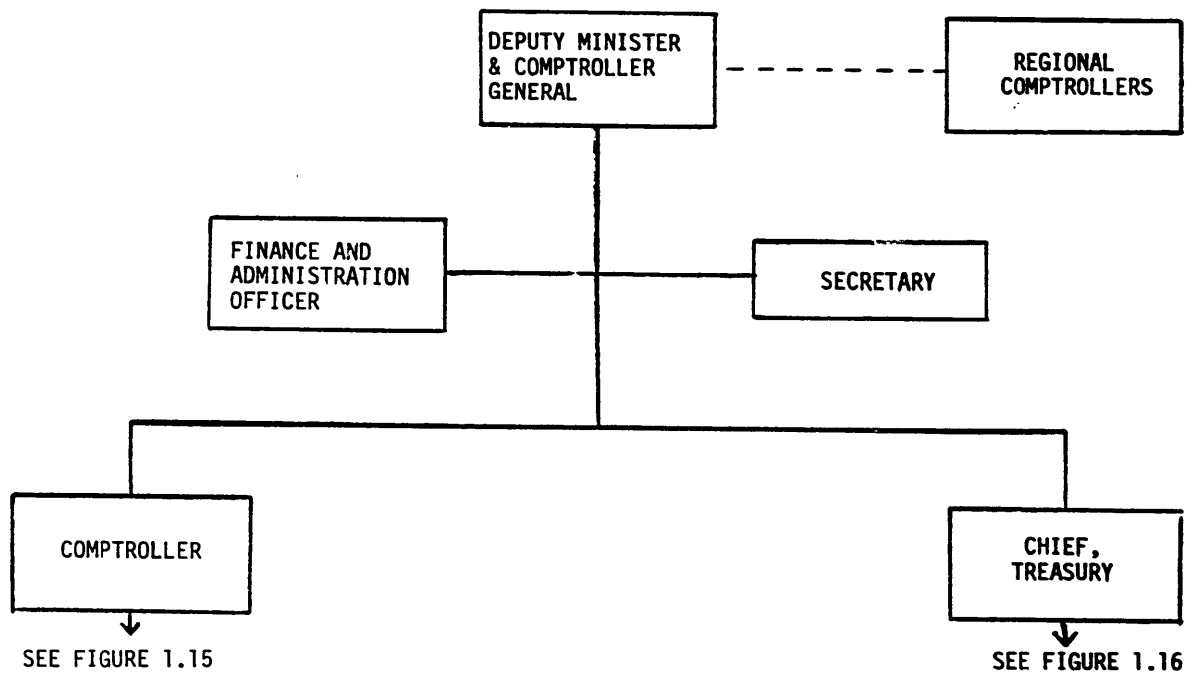 DEPUTY MINISTER
& COMPTROLLER
GENERAL
REGIONAL
COMPTROLLERS
FINANCE AND
ADMINISTRATION
OFFICER
SECRETARY
COMPTROLLER
CHIEF,
TREASURY
SEE FIGURE 1.15
SEE FIGURE 1.16